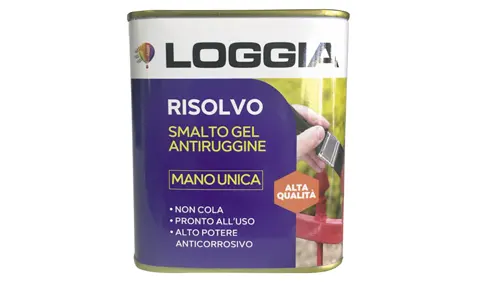 LOGGIA
RISOLVO
SMALTO GEL
ANTIRUGGINE
MANO UNICA
ALTA
QUALITÀ
• NON COLA
• PRONTO ALL'USO
• ALTO POTERE
ANTICORROSIVO